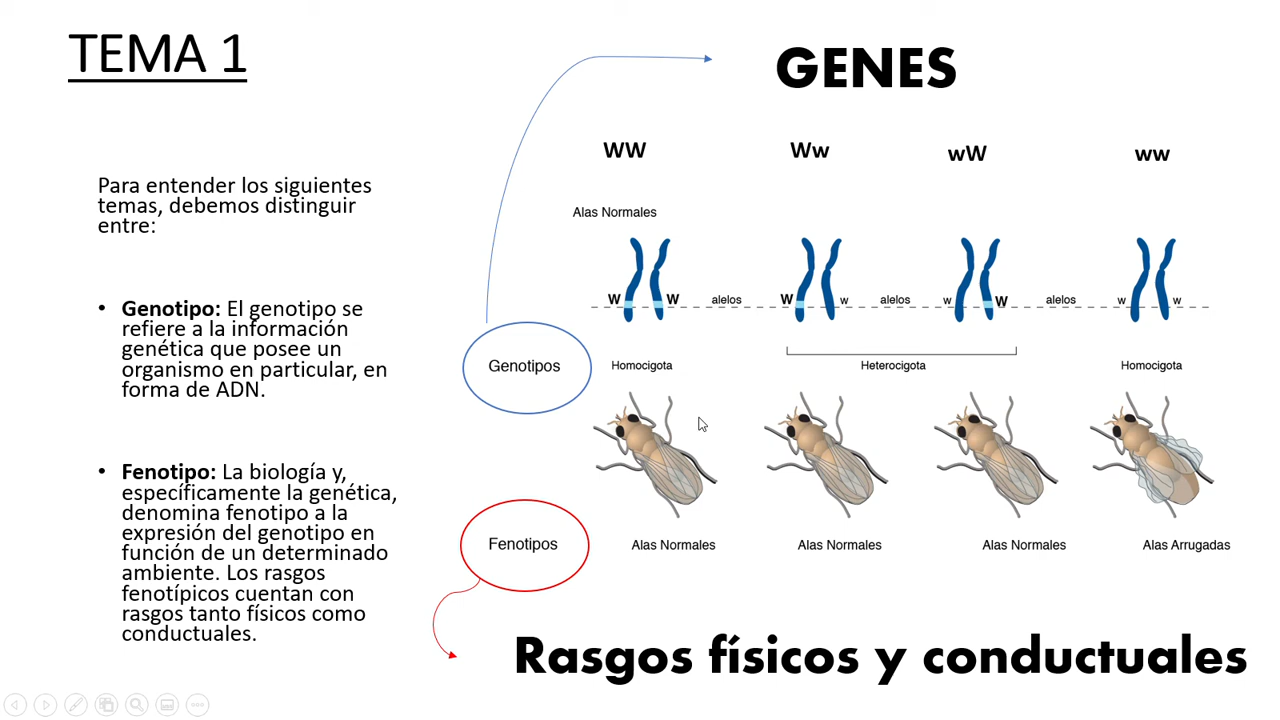 TEMA 1
GENES
Para entender los siguientes
temas, debemos distinguir
entre:
• Genotipo: El genotipo se
refiere a la información
genética que posee un
organismo en particular, en
forma de ADN.
• Fenotipo: La biología y,
específicamente la genética,
denomina fenotipo a la
expresión del genotipo en
función de un determinado
ambiente. Los rasgos
fenotípicos cuentan con
rasgos tanto físicos como
conductuales.
WW Ww wW ww
Alas Normales
W W alelos W w alelos w W alelos w w
Genotipos
Homocigota Heterocigota Homocigota
Fenotipos
Alas Normales Alas Normales Alas Normales Alas Arrugadas
Rasgos físicos y conductuales